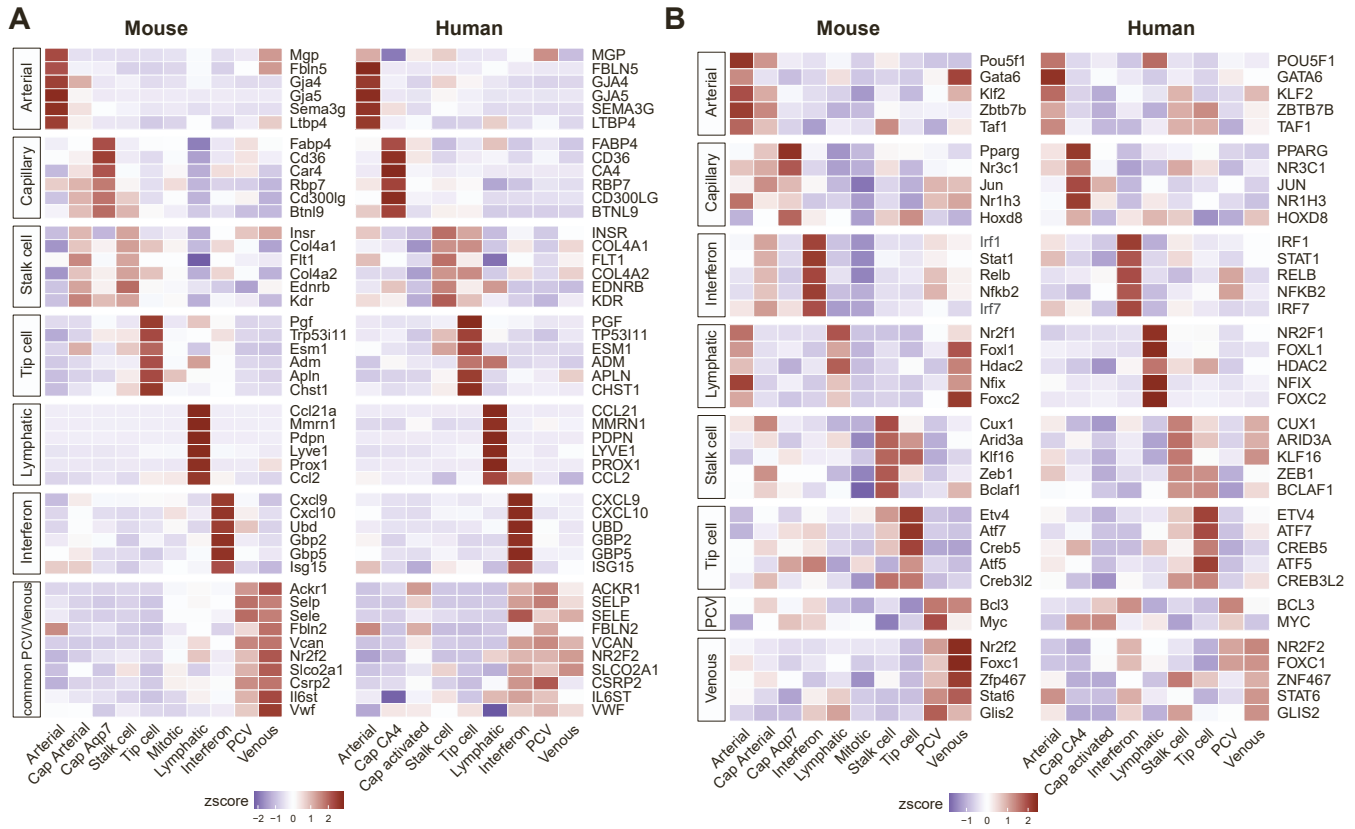 A
Mouse
Human
Arterial
Mgp
Fbln5
Gja4
Gja5
Sema3g
Ltbp4
MGP
FBLN5
GJA4
GJA5
SEMA3G
LTBP4
Capillary
Fabp4
Cd36
Car4
Rbp7
Cd300lg
Btnl9
FABP4
CD36
CA4
RBP7
CD300LG
BTNL9
Stalk cell
Insr
Col4a1
Flt1
Col4a2
Ednrb
Kdr
INSR
COL4A1
FLT1
COL4A2
EDNRB
KDR
Tip cell
Pgf
Trp53i11
Esm1
Adm
Apln
Chst1
PGF
TP53I11
ESM1
ADM
APLN
CHST1
Lymphatic
Ccl21a
Mmrn1
Pdpn
Lyve1
Prox1
Ccl2
CCL21
MMRN1
PDPN
LYVE1
PROX1
CCL2
Interferon
Cxcl9
Cxcl10
Ubd
Gbp2
Gbp5
Isg15
CXCL9
CXCL10
UBD
GBP2
GBP5
ISG15
common PCV/Venous
Ackr1
Selp
Sele
Fbln2
Vcan
Nr2f2
Slco2a1
Csrp2
Il6st
Vwf
ACKR1
SELP
SELE
FBLN2
VCAN
NR2F2
SLCO2A1
CSRP2
IL6ST
VWF
Arterial
Cap Arterial
Cap Aqp7
Stalk cell
Tip cell
Mitotic
Lymphatic
Interferon
PCV
Venous
Arterial
Cap CA4
Cap activated
Stalk cell
Tip cell
Lymphatic
Interferon
PCV
Venous
zscore
−2 −1 0 1 2
B
Mouse
Human
Arterial
Pou5f1
Gata6
Klf2
Zbtb7b
Taf1
POU5F1
GATA6
KLF2
ZBTB7B
TAF1
Capillary
Pparg
Nr3c1
Jun
Nr1h3
Hoxd8
PPARG
NR3C1
JUN
NR1H3
HOXD8
Interferon
Irf1
Stat1
Relb
Nfkb2
Irf7
IRF1
STAT1
RELB
NFKB2
IRF7
Lymphatic
Nr2f1
Foxl1
Hdac2
Nfix
Foxc2
NR2F1
FOXL1
HDAC2
NFIX
FOXC2
Stalk cell
Cux1
Arid3a
Klf16
Zeb1
Bclaf1
CUX1
ARID3A
KLF16
ZEB1
BCLAF1
Tip cell
Etv4
Atf7
Creb5
Atf5
Creb3l2
ETV4
ATF7
CREB5
ATF5
CREB3L2
PCV
Bcl3
Myc
BCL3
MYC
Venous
Nr2f2
Foxc1
Zfp467
Stat6
Glis2
NR2F2
FOXC1
ZNF467
STAT6
GLIS2
Arterial
Cap Arterial
Cap Aqp7
Interferon
Lymphatic
Mitotic
Stalk cell
Tip cell
PCV
Venous
Arterial
Cap CA4
Cap activated
Interferon
Lymphatic
Stalk cell
Tip cell
PCV
Venous
zscore
−1 0 1 2